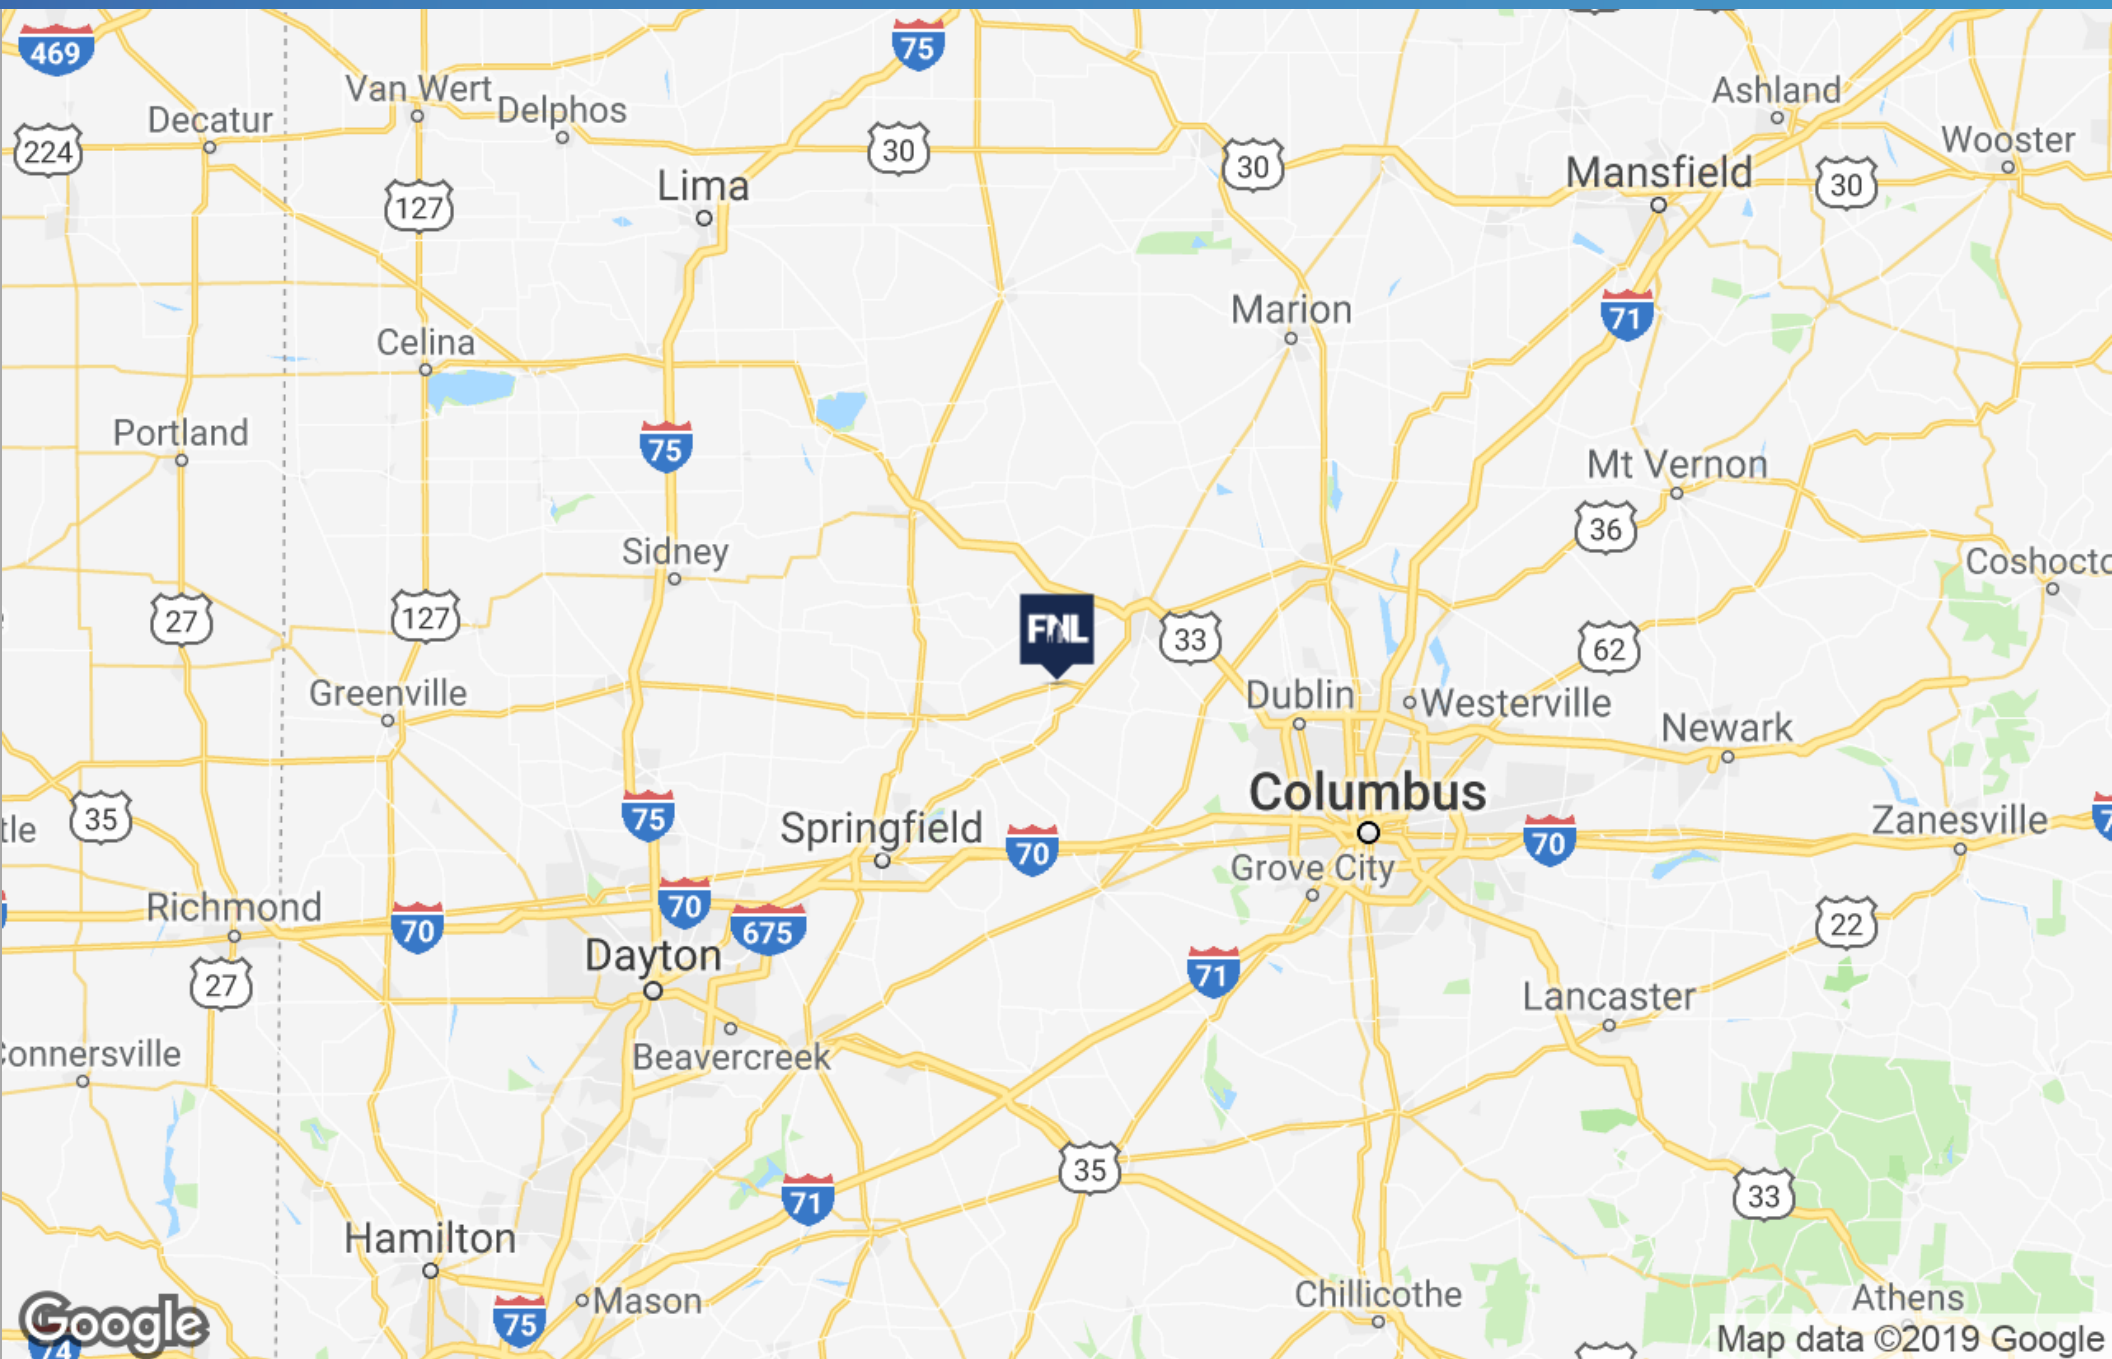 469
75
Van Wert
Delphos
Decatur
Ashland
Wooster
224
30
30
Mansfield
30
Lima
127
Marion
71
Celina
Portland
75
Mt Vernon
36
Sidney
Coshocto
27
127
FNL
33
62
Greenville
Dublin
Westerville
Newark
Columbus
35
75
tle
Springfield
70
70
Zanesville
7
Grove City
Richmond
70
70
675
22
Dayton
27
71
Lancaster
onnersville
Beavercreek
35
71
33
Hamilton
Mason
75
Chillicothe
Athens
Google
74
Map data ©2019 Google